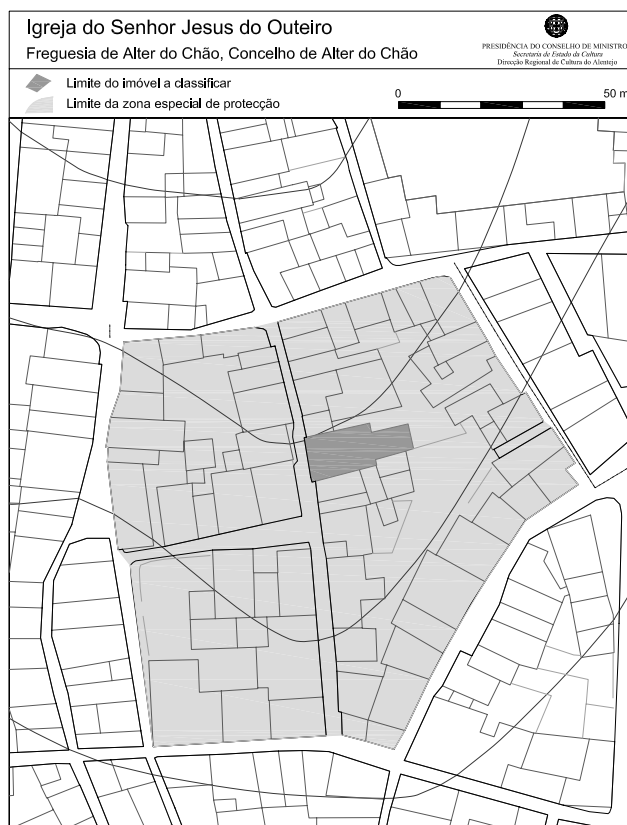 Igreja do Senhor Jesus do Outeiro
Freguesia de Alter do Chão, Concelho de Alter do Chão
PRESIDÊNCIA DO CONSELHO DE MINISTRO
Secretaria de Estado da Cultura
Direcção Regional de Cultura do Alentejo
Limite do imóvel a classificar
Limite da zona especial de protecção
0 50 m